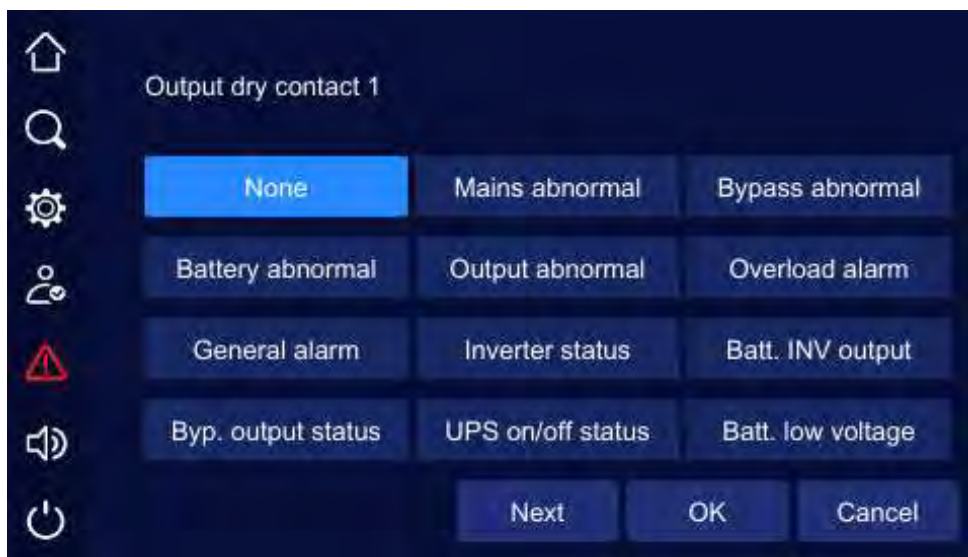 Output dry contact 1
None Mains abnormal Bypass abnormal
Battery abnormal Output abnormal Overload alarm
General alarm Inverter status Batt. INV output
Byp. output status UPS on/off status Batt. low voltage
Next OK Cancel